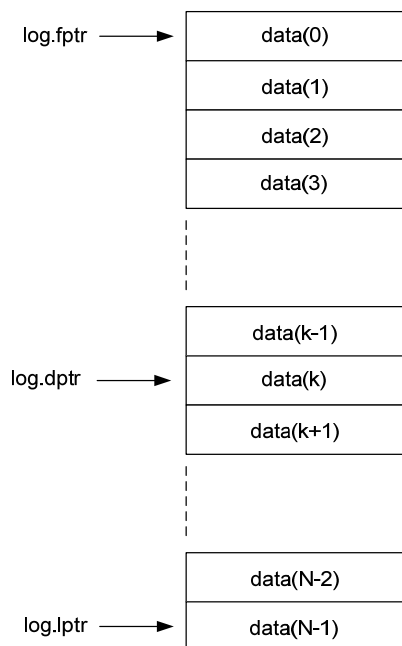 log.fptr data(0)
data(1)
data(2)
data(3)
data(k-1)
log.dptr data(k)
data(k+1)
data(N-2)
log.lptr data(N-1)